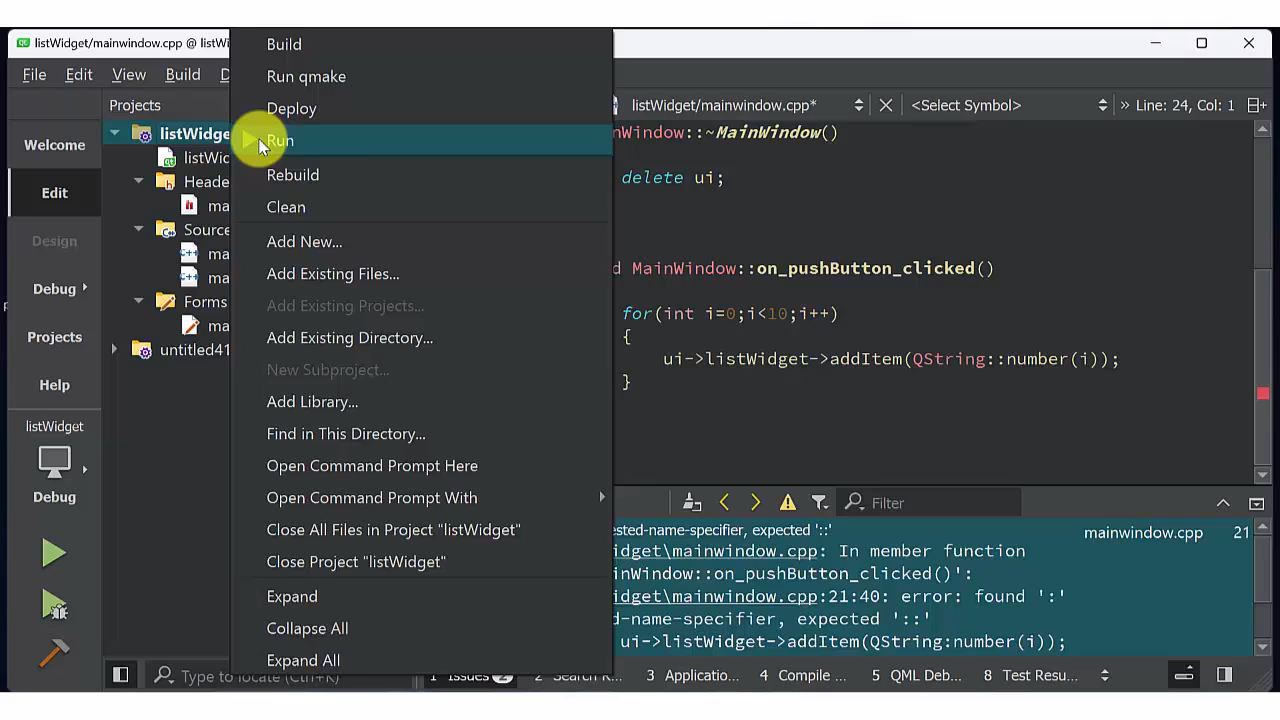 listWidget/mainwindow.cpp @ listW
File Edit View Build D
Projects
listWidget/mainwindow.cpp* <Select Symbol> » Line: 24, Col: 1
Welcome
Edit
Design
Debug
Projects
Help
listWidget
Debug
listWidge
listWic
Heade
ma
Source
ma
ma
Forms
ma
untitled41
Build
Run qmake
Deploy
Run
Rebuild
Clean
Add New...
Add Existing Files...
Add Existing Projects...
Add Existing Directory...
New Subproject...
Add Library...
Find in This Directory...
Open Command Prompt Here
Open Command Prompt With
Close All Files in Project "listWidget"
Close Project "listWidget"
Expand
Collapse All
Expand All
nWindow::~MainWindow()
delete ui;
d MainWindow::on_pushButton_clicked()
for(int i=0;i<10;i++)
{
ui->listWidget->addItem(QString::number(i));
}
Filter
ested-name-specifier, expected '::' mainwindow.cpp 21
idget\mainwindow.cpp: In member function
inWindow::on_pushButton_clicked()':
idget\mainwindow.cpp:21:40: error: found ':'
d-name-specifier, expected '::'
ui->listWidget->addItem(QString:number(i));
Type to locate (Ctrl+K) 1 Issues 2 2 Search R... 3 Applicatio... 4 Compile ... 5 QML Deb... 8 Test Resu...